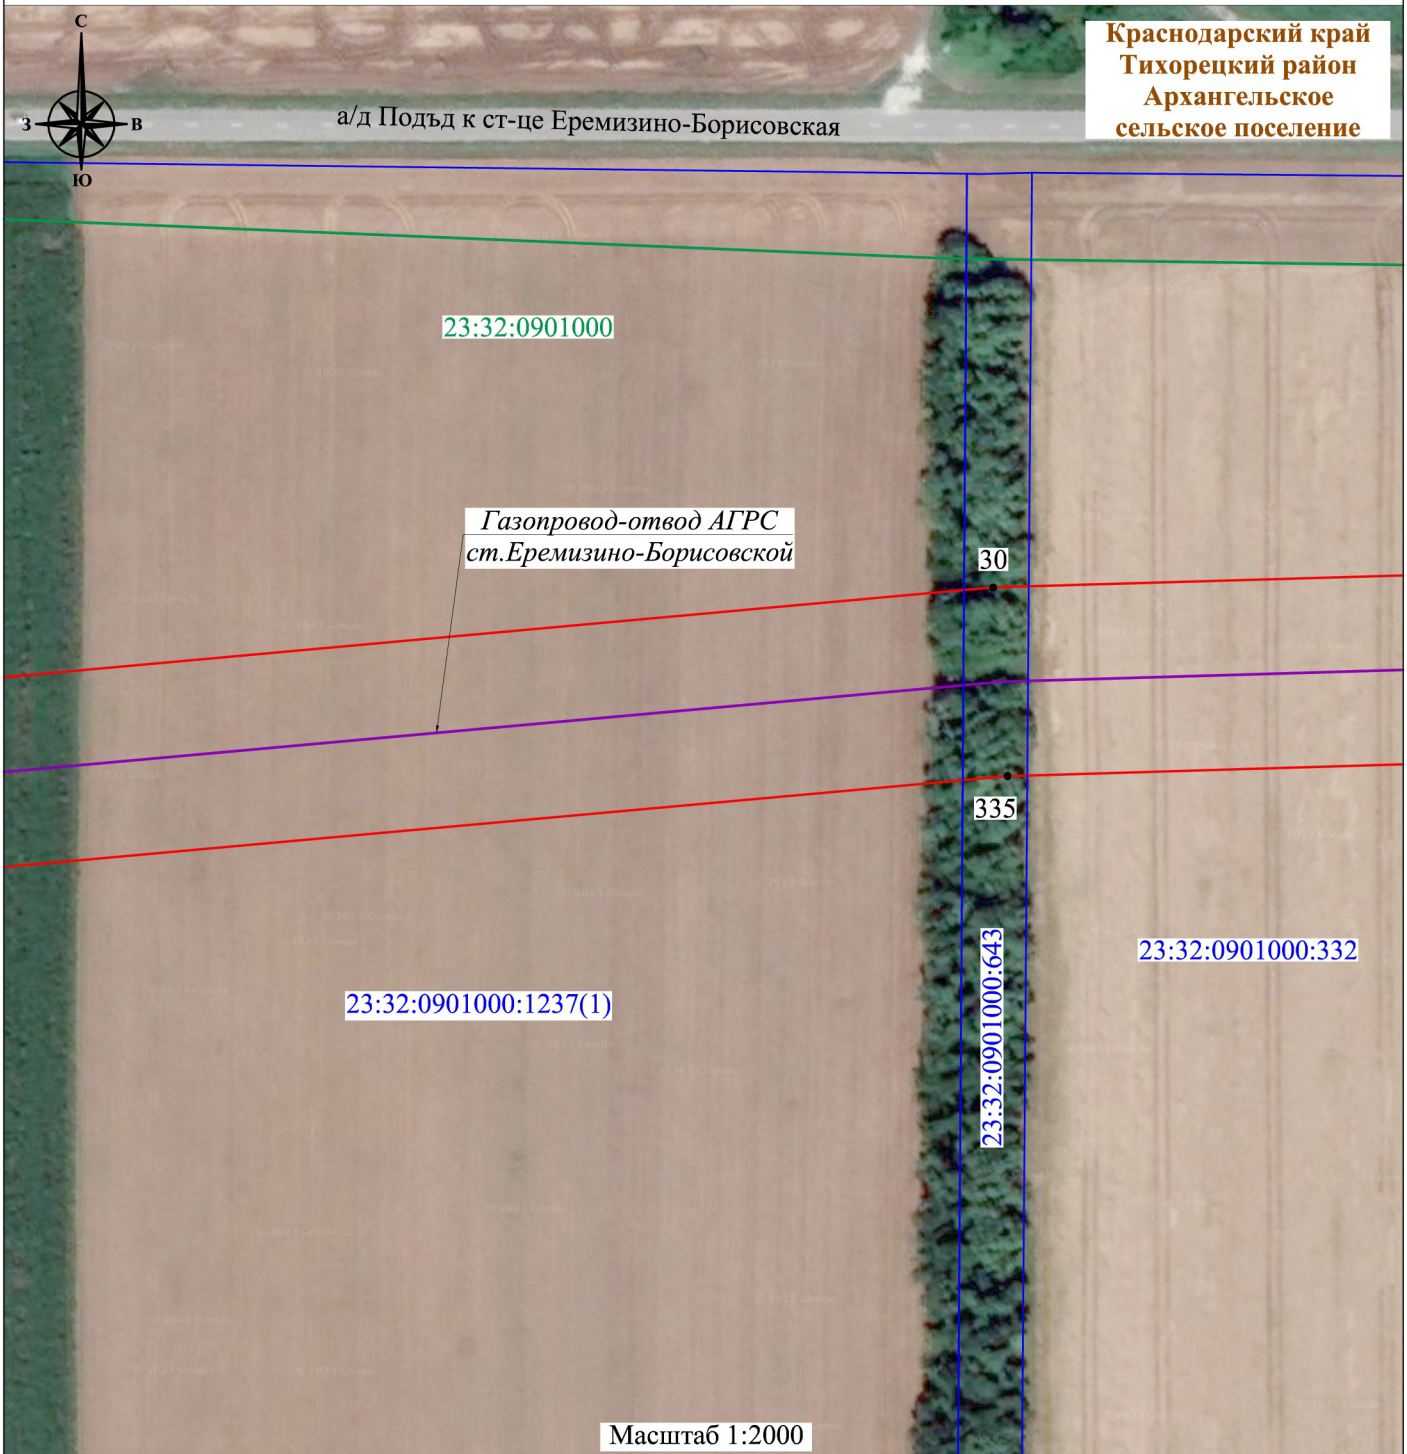 С
З
В
Ю
а/д Подъд к ст-це Еремизино-Борисовская
Краснодарский край
Тихорецкий район
Архангельское
сельское поселение
23:32:0901000
Газопровод-отвод АГРС
ст.Еремизино-Борисовской
30
335
23:32:0901000:643
23:32:0901000:332
23:32:0901000:1237(1)
Масштаб 1:2000